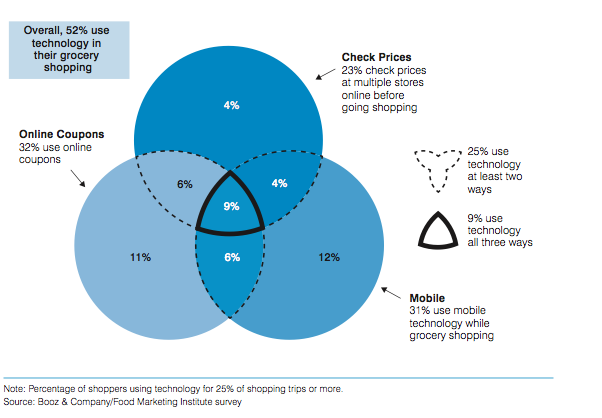 Overall, 52% use
technology in
their grocery
shopping
Check Prices
23% check prices
at multiple stores
online before
going shopping
4%
Online Coupons
32% use online
coupons
25% use
technology
at least two
ways
6%
4%
9%
9% use
technology
all three ways
11%
6%
12%
Mobile
31% use mobile
technology while
grocery shopping
Note: Percentage of shoppers using technology for 25% of shopping trips or more.
Source: Booz & Company/Food Marketing Institute survey